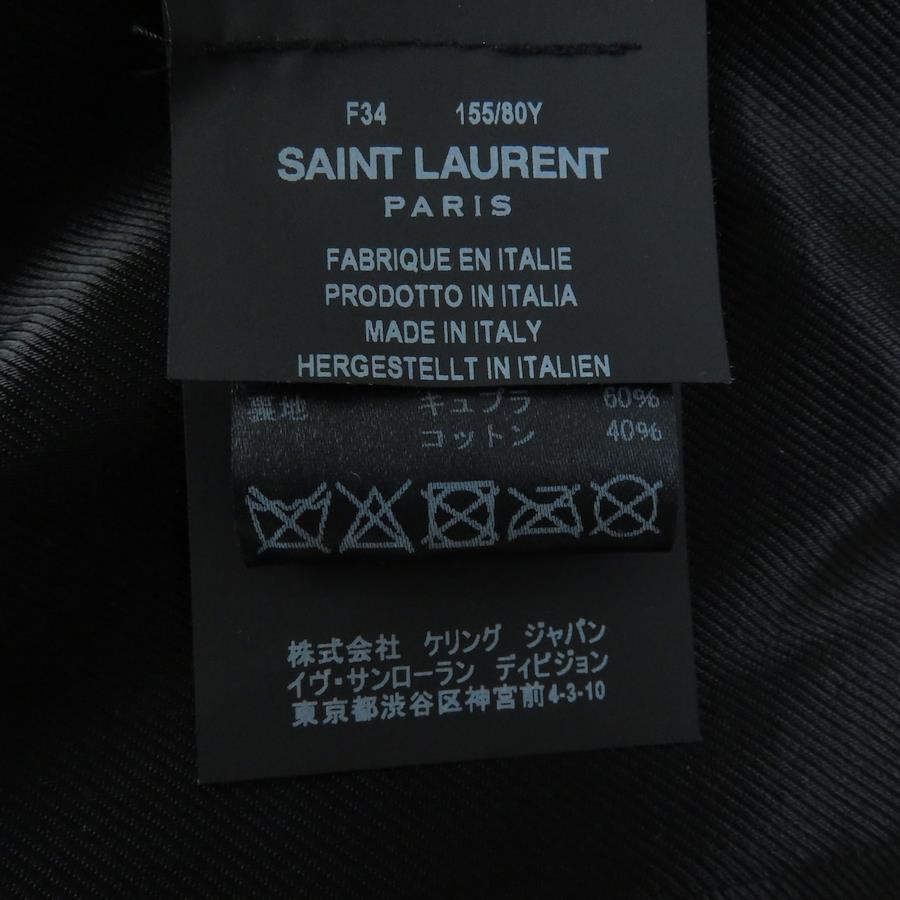 F34 155/80Y
SAINT LAURENT
PARIS
FABRIQUE EN ITALIE
PRODOTTO IN ITALIA
MADE IN ITALY
HERGESTELLT IN ITALIEN
裏地 キュプラ 60%
コットン 40%
株式会社 ケリング ジャパン
イヴ・サンローラン ディビジョン
東京都渋谷区神宮前4-3-10